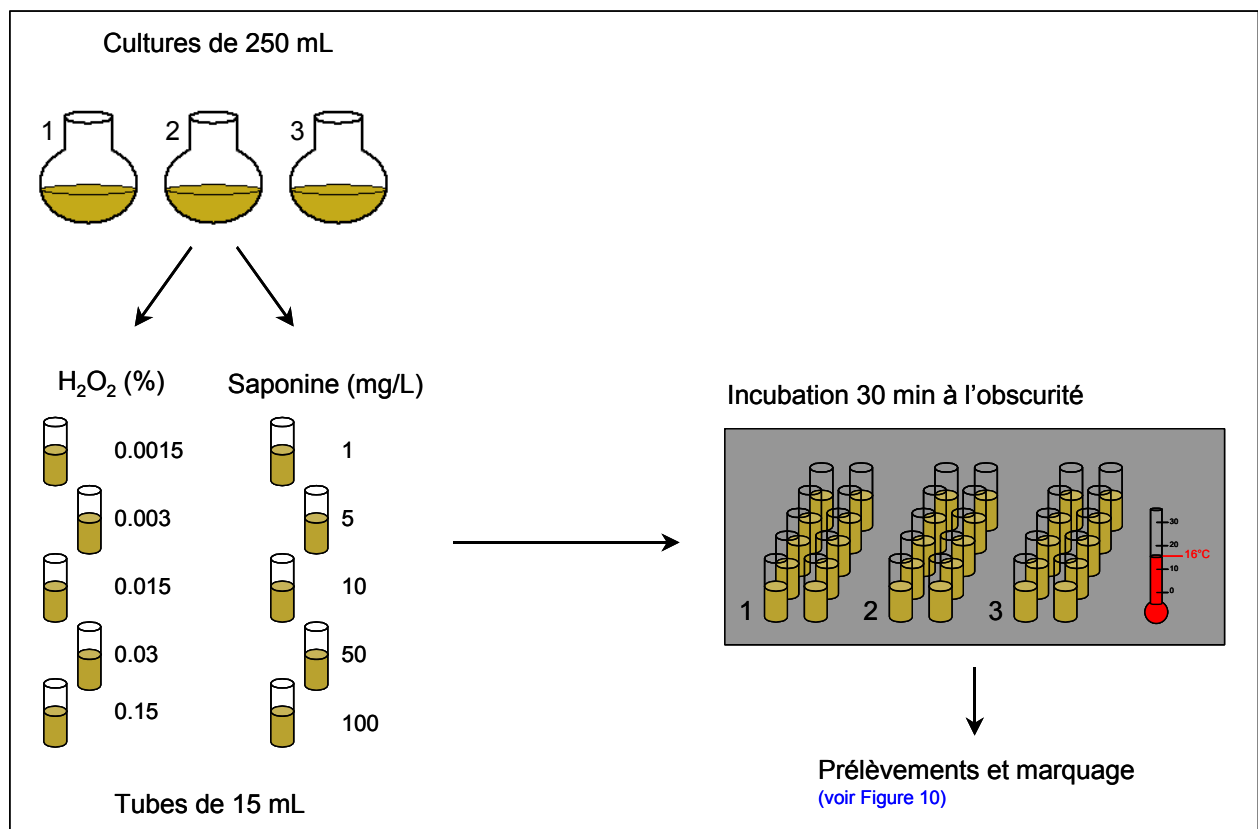 Cultures de 250 mL
1 2 3
H₂O₂ (%)
0.0015
0.003
0.015
0.03
0.15
Saponine (mg/L)
1
5
10
50
100
Tubes de 15 mL
Incubation 30 min à l’obscurité
1 2 3
30
20
16°C
10
0
Prélèvements et marquage
(voir Figure 10)